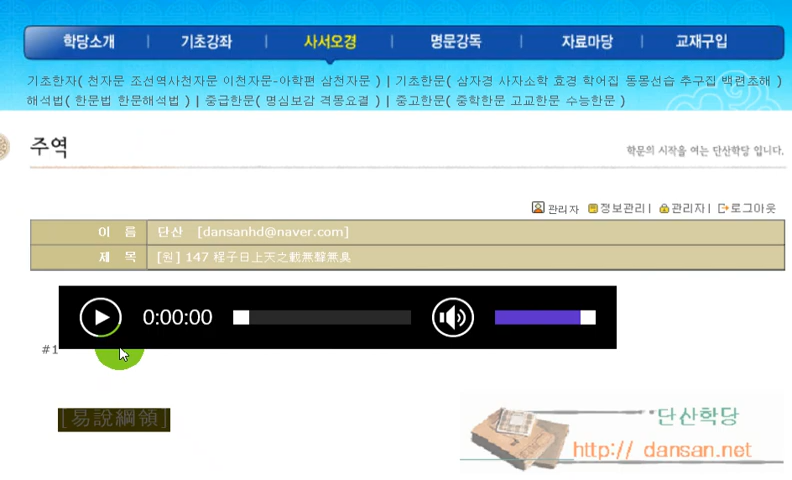 학당소개 | 기초강좌 | 사서오경 | 명문강독 | 자료마당 | 교재구입
기초한자( 천자문 조선역사천자문 이천자문-아학편 삼천자문 ) | 기초한문( 삼자경 사자소학 효경 학어집 동몽선습 추구집 백련초해 )
해석법( 한문법 한문해석법 ) | 중급한문( 명심보감 격몽요결 ) | 중고한문( 중학한문 고교한문 수능한문 )
주역
학문의 시작을 여는 단산학당 입니다.
관리자 정보관리| 관리자| 로그아웃
이 름 단산 [dansanhd@naver.com]
제 목 [원] 147 程子曰上天之載無聲無臭
0:00:00
#1
[易說綱領]
단산학당
http:// dansan.net